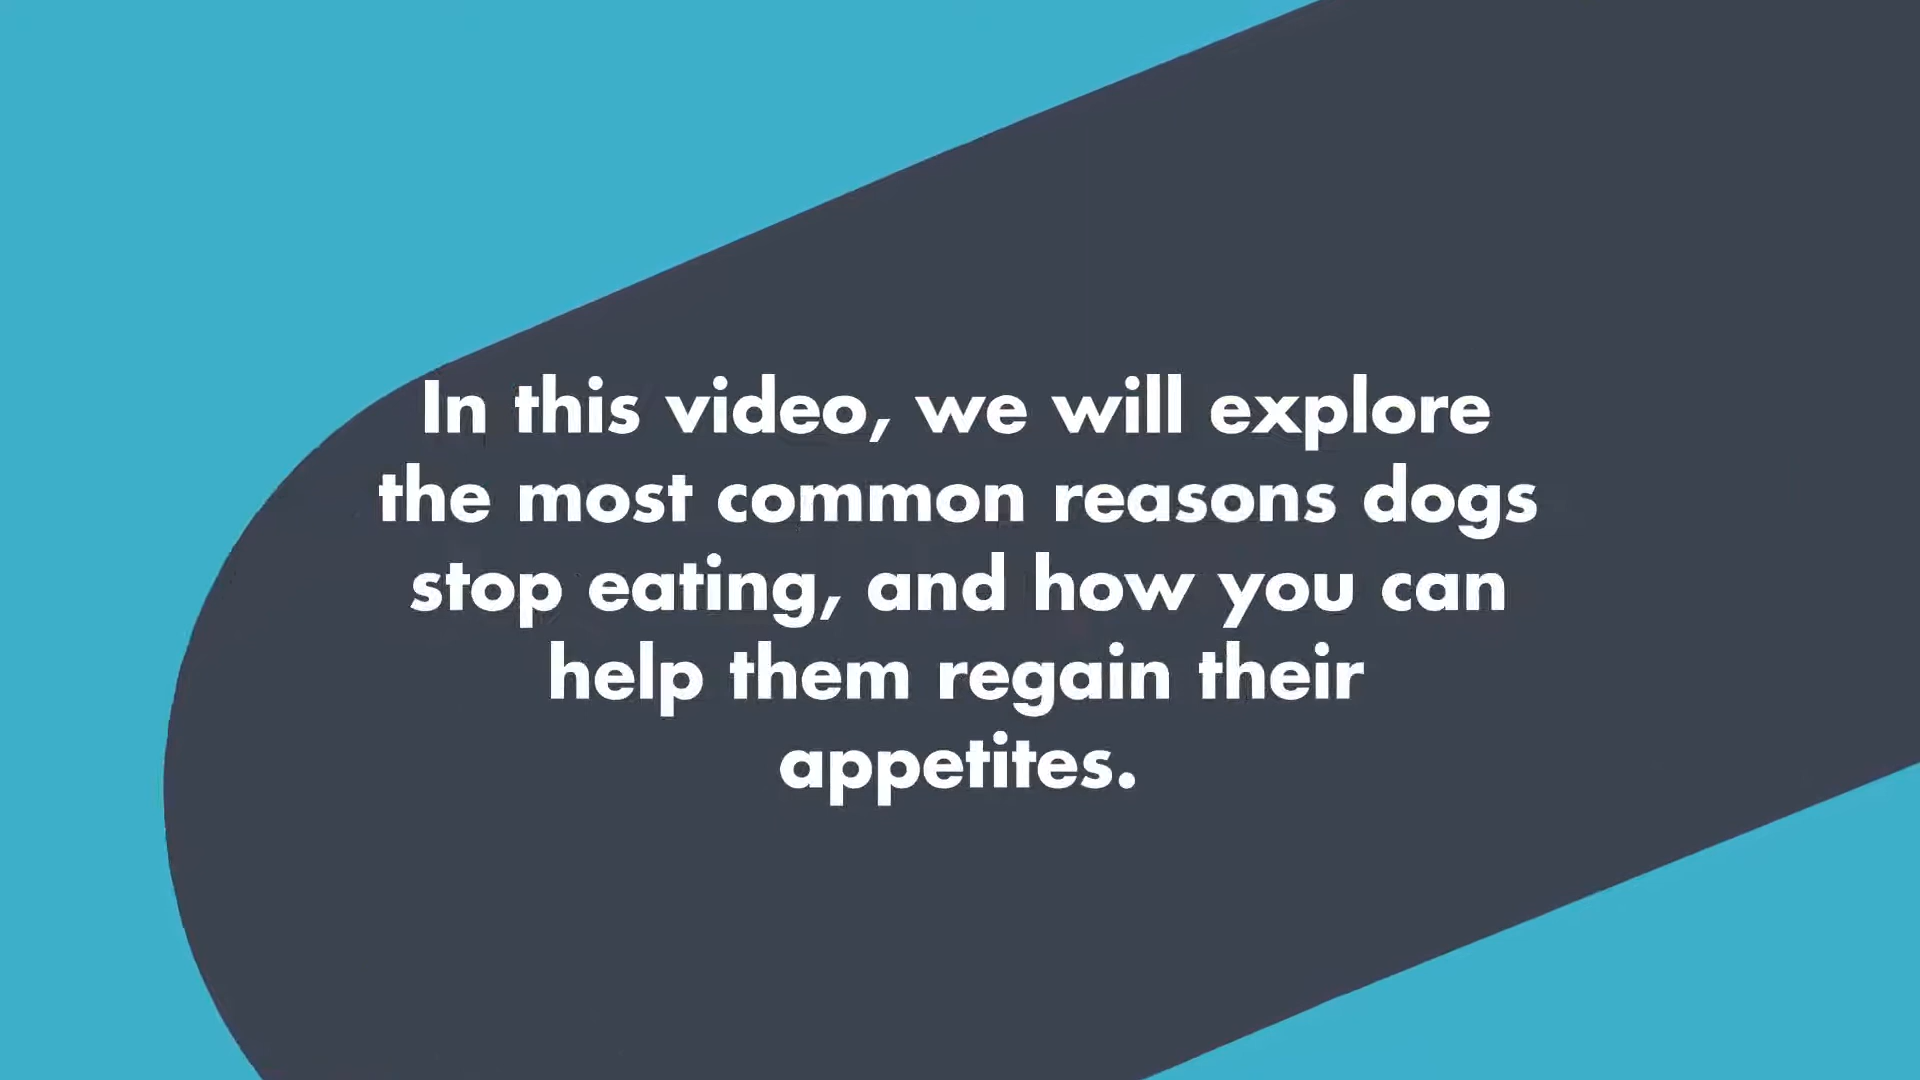 In this video, we will explore
the most common reasons dogs
stop eating, and how you can
help them regain their
appetites.